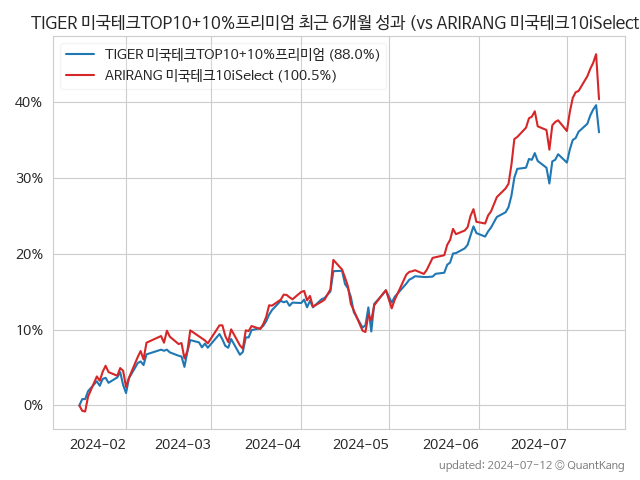 TIGER 미국테크TOP10+10%프리미엄 최근 6개월 성과 (vs ARIRANG 미국테크10iSelect
TIGER 미국테크TOP10+10%프리미엄 (88.0%)
ARIRANG 미국테크10iSelect (100.5%)
40%
30%
20%
10%
0%
2024-02 2024-03 2024-04 2024-05 2024-06 2024-07
updated: 2024-07-12 © QuantKang